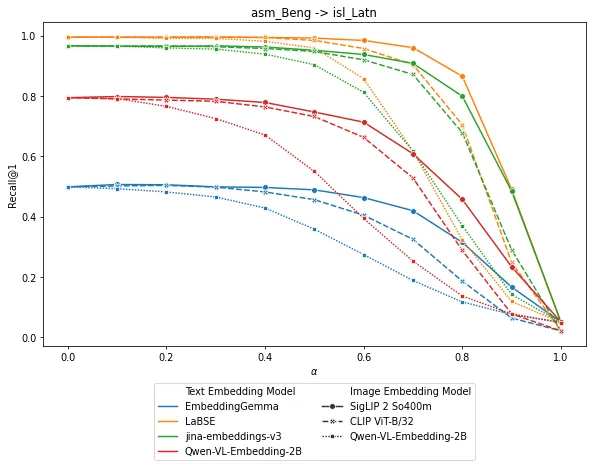 asm_Beng -> isl_Latn
Recall@1
1.0
0.8
0.6
0.4
0.2
0.0
0.0 0.2 0.4 0.6 0.8 1.0
α
Text Embedding Model Image Embedding Model
EmbeddingGemma SigLIP 2 So400m
LaBSE CLIP ViT-B/32
jina-embeddings-v3 Qwen-VL-Embedding-2B
Qwen-VL-Embedding-2B